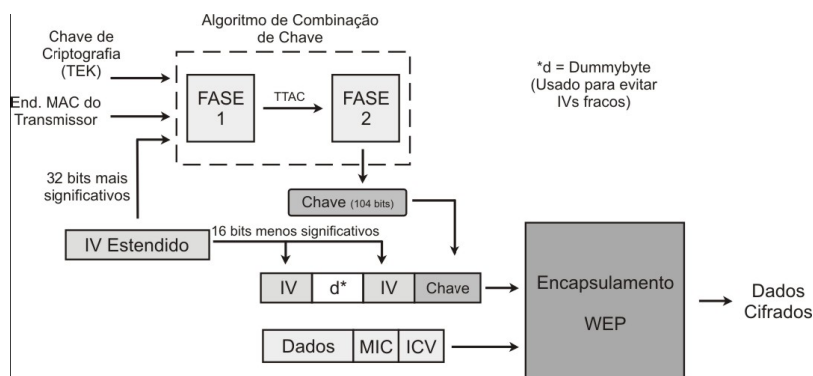 Algoritmo de Combinação
de Chave
Chave de
Criptografia
(TEK)
End. MAC do
Transmissor
FASE
1
TTAC
FASE
2
*d = Dummybyte
(Usado para evitar
IVs fracos)
32 bits mais
significativos
Chave (104 bits)
IV Estendido
16 bits menos significativos
IV
d*
IV
Chave
Encapsulamento
WEP
Dados
Cifrados
Dados
MIC
ICV